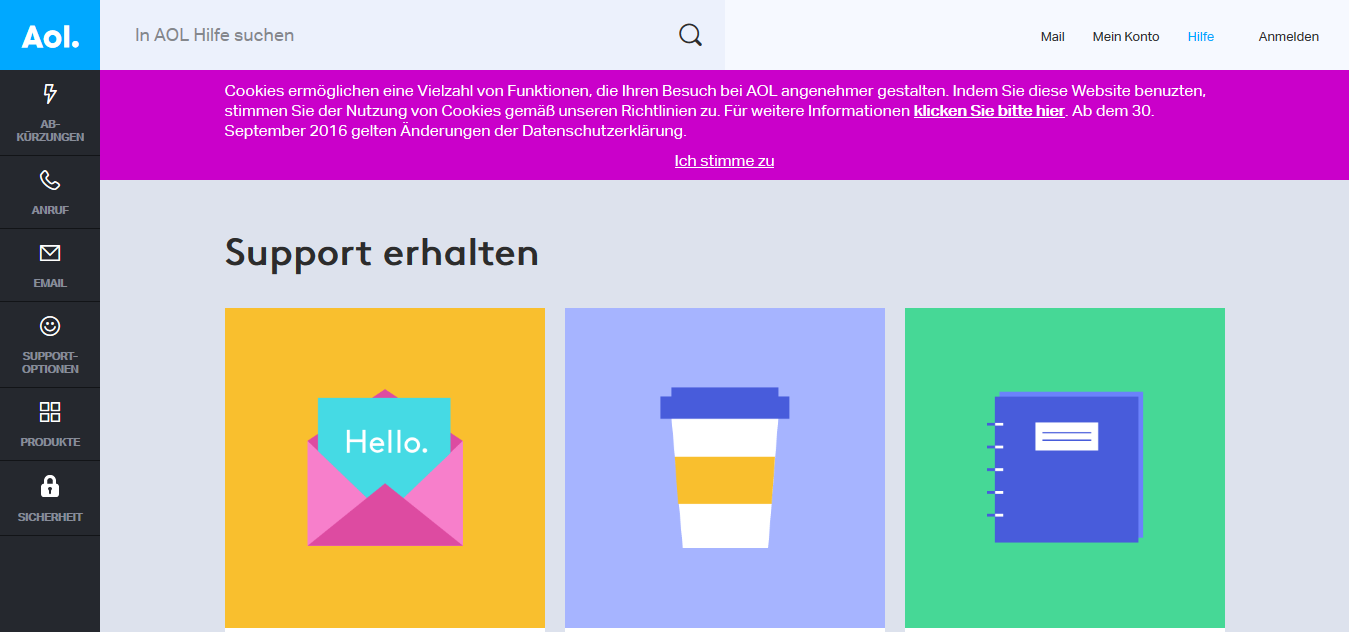 Aol.
In AOL Hilfe suchen
Mail
Mein Konto
Hilfe
Anmelden
AB-
KÜRZUNGEN
ANRUF
EMAIL
SUPPORT-
OPTIONEN
PRODUKTE
SICHERHEIT
Cookies ermöglichen eine Vielzahl von Funktionen, die Ihren Besuch bei AOL angenehmer gestalten. Indem Sie diese Website benuzten,
stimmen Sie der Nutzung von Cookies gemäß unseren Richtlinien zu. Für weitere Informationen klicken Sie bitte hier. Ab dem 30.
September 2016 gelten Änderungen der Datenschutzerklärung.
Ich stimme zu
Support erhalten
Hello.